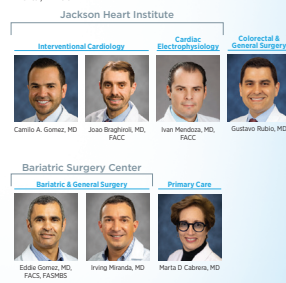 Jackson Heart Institute
Interventional Cardiology
Cardiac
Electrophysiology
Colorectal &
General Surgery
Camilo A. Gomez, MD
Joao Braghiroli, MD,
FACC
Ivan Mendoza, MD,
FACC
Gustavo Rubio, MD
Bariatric Surgery Center
Bariatric & General Surgery
Primary Care
Eddie Gomez, MD,
FACS, FASMBS
Irving Miranda, MD
Marta D Cabrera, MD